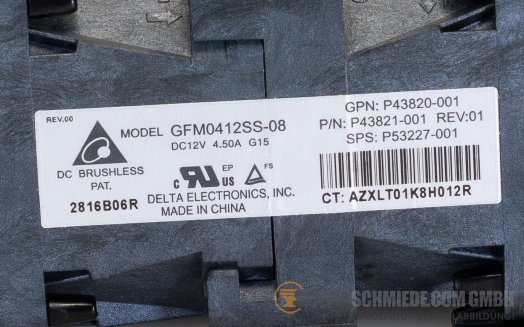 REV.00
MODEL GFM0412SS-08
DC12V 4.50A G15
DC BRUSHLESS
PAT.
2816B06R
c RU US EP FS
DELTA ELECTRONICS, INC.
MADE IN CHINA
GPN: P43820-001
P/N: P43821-001 REV:01
SPS: P53227-001
CT: AZXLT01K8H012R
SCHMIEDE.COM GMBH